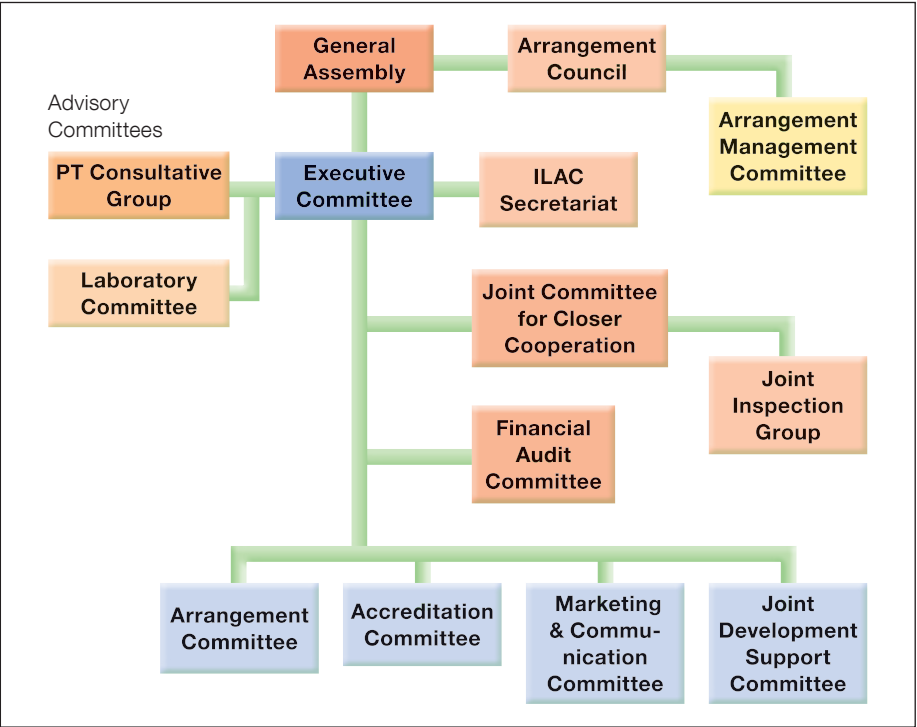 General
Assembly
Arrangement
Council
Arrangement
Management
Committee
Advisory
Committees
PT Consultative
Group
Executive
Committee
ILAC
Secretariat
Laboratory
Committee
Joint Committee
for Closer
Cooperation
Joint
Inspection
Group
Financial
Audit
Committee
Arrangement
Committee
Accreditation
Committee
Marketing
& Commu-
nication
Committee
Joint
Development
Support
Committee